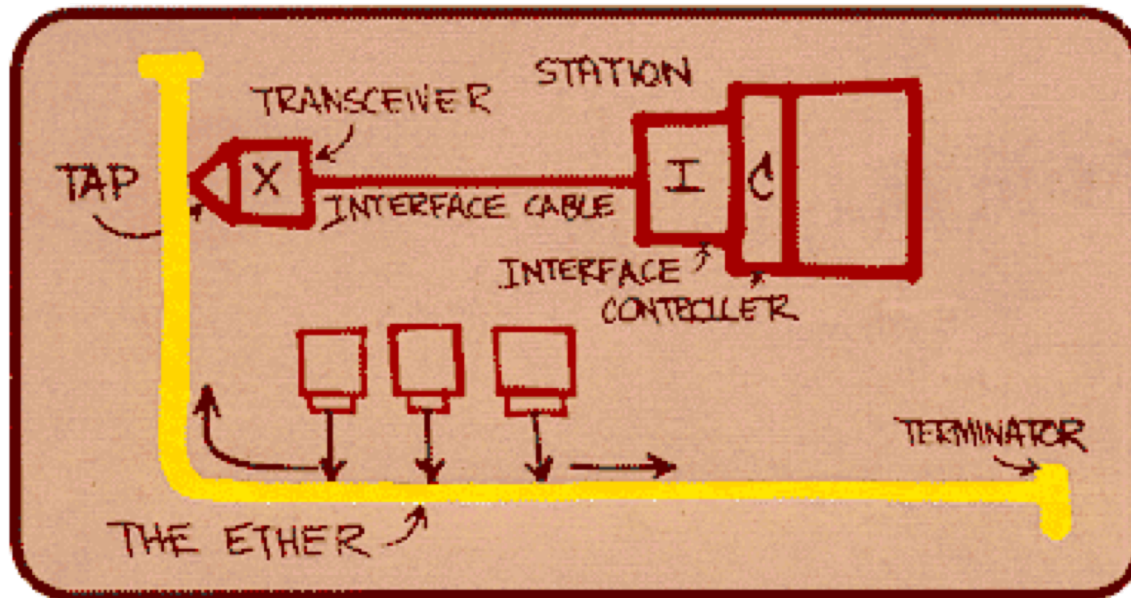 STATION
TRANSCEIVER
TAP
X
I
C
INTERFACE CABLE
INTERFACE
CONTROLLER
TERMINATOR
THE ETHER